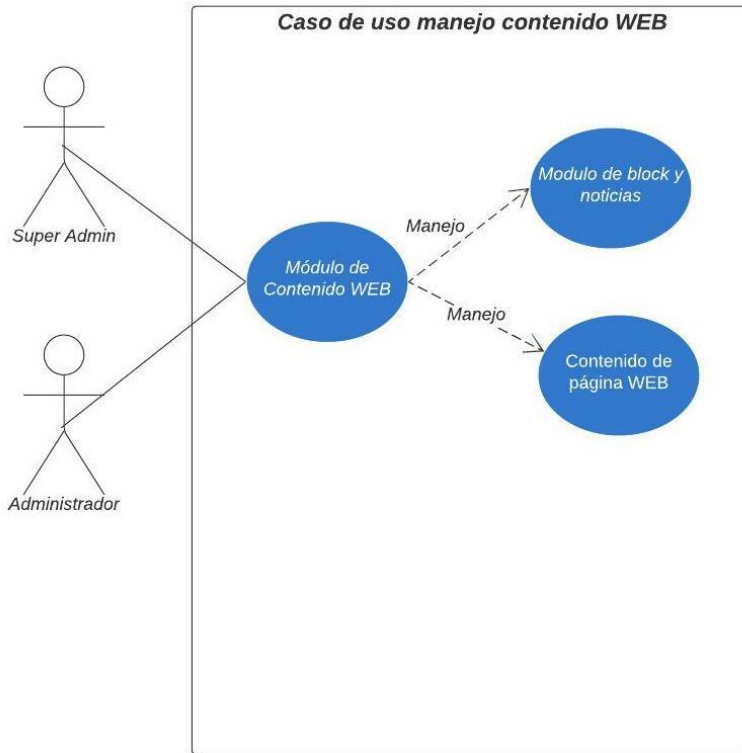 Caso de uso manejo contenido WEB
Super Admin
Administrador
Módulo de
Contenido WEB
Manejo
Manejo
Modulo de block y
noticias
Contenido de
página WEB